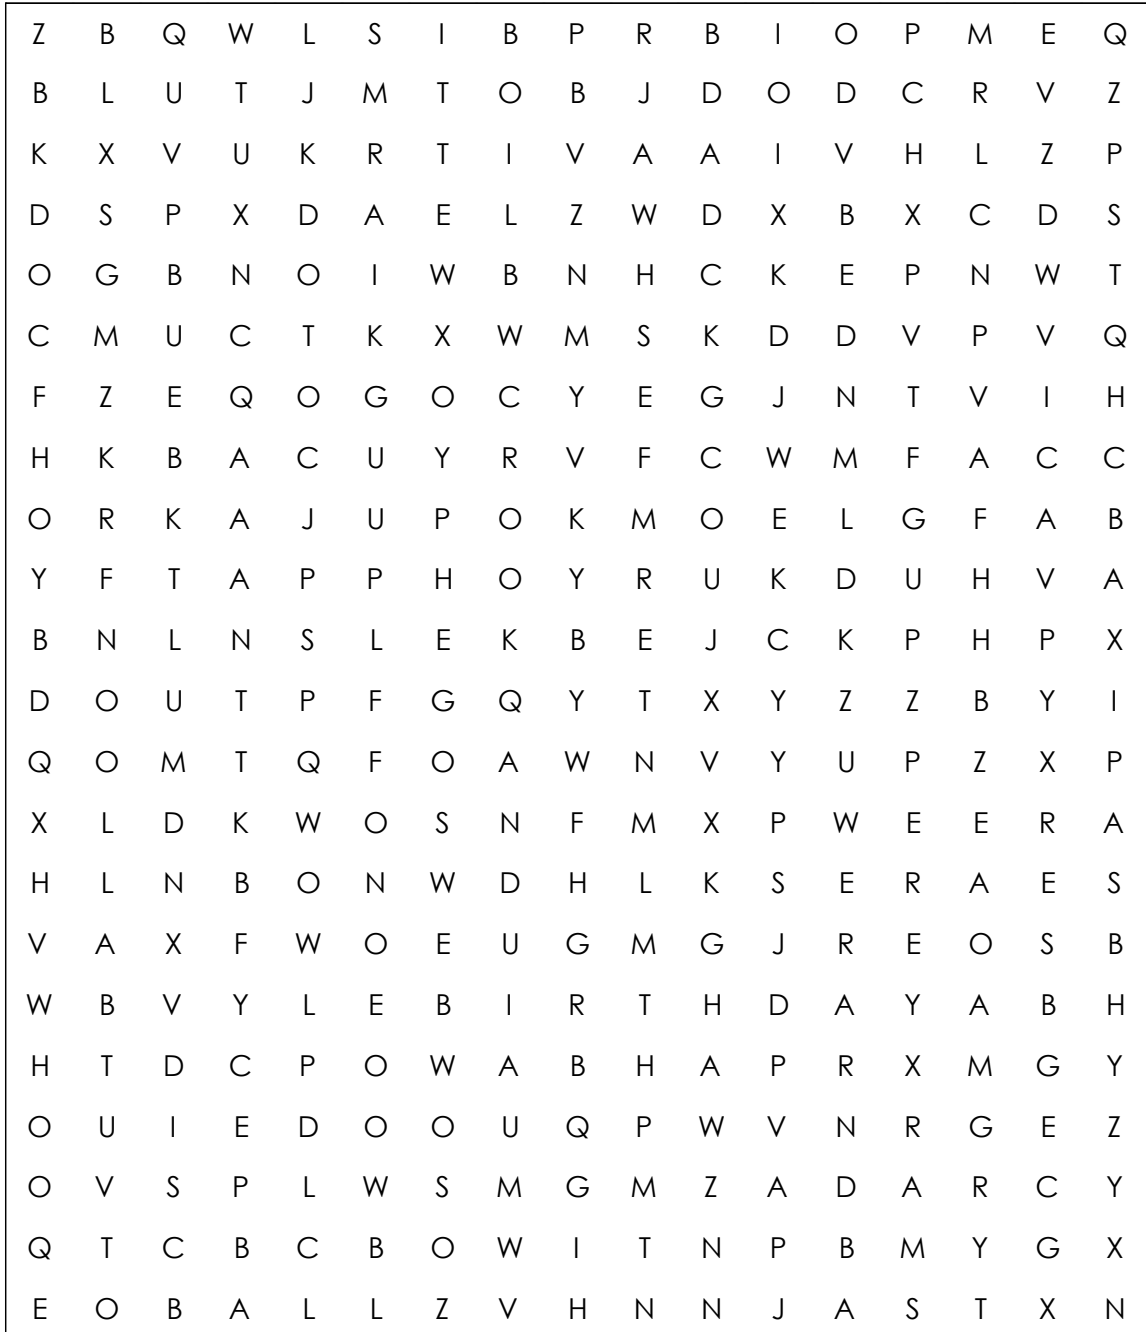 Z B Q W L S I B P R B I O P M E Q
B L U T J M T O B J D O D C R V Z
K X V U K R T I V A A I V H L Z P
D S P X D A E L Z W D X B X C D S
O G B N O I W B N H C K E P N W T
C M U C T K X W M S K D D V P V Q
F Z E Q O G O C Y E G J N T V I H
H K B A C U Y R V F C W M F A C C
O R K A J U P O K M O E L G F A B
Y F T A P P H O Y R U K D U H V A
B N L N S L E K B E J C K P H P X
D O U T P F G Q Y T X Y Z Z B Y I
Q O M T Q F O A W N V Y U P Z X P
X L D K W O S N F M X P W E E R A
H L N B O N W D H L K S E R A E S
V A X F W O E U G M G J R E O S B
W B V Y L E B I R T H D A Y A B H
H T D C P O W A B H A P R X M G Y
O U I E D O O U Q P W V N R G E Z
O V S P L W S M G M Z A D A R C Y
Q T C B C B O W I T N P B M Y G X
E O B A L L Z V H N N J A S T X N